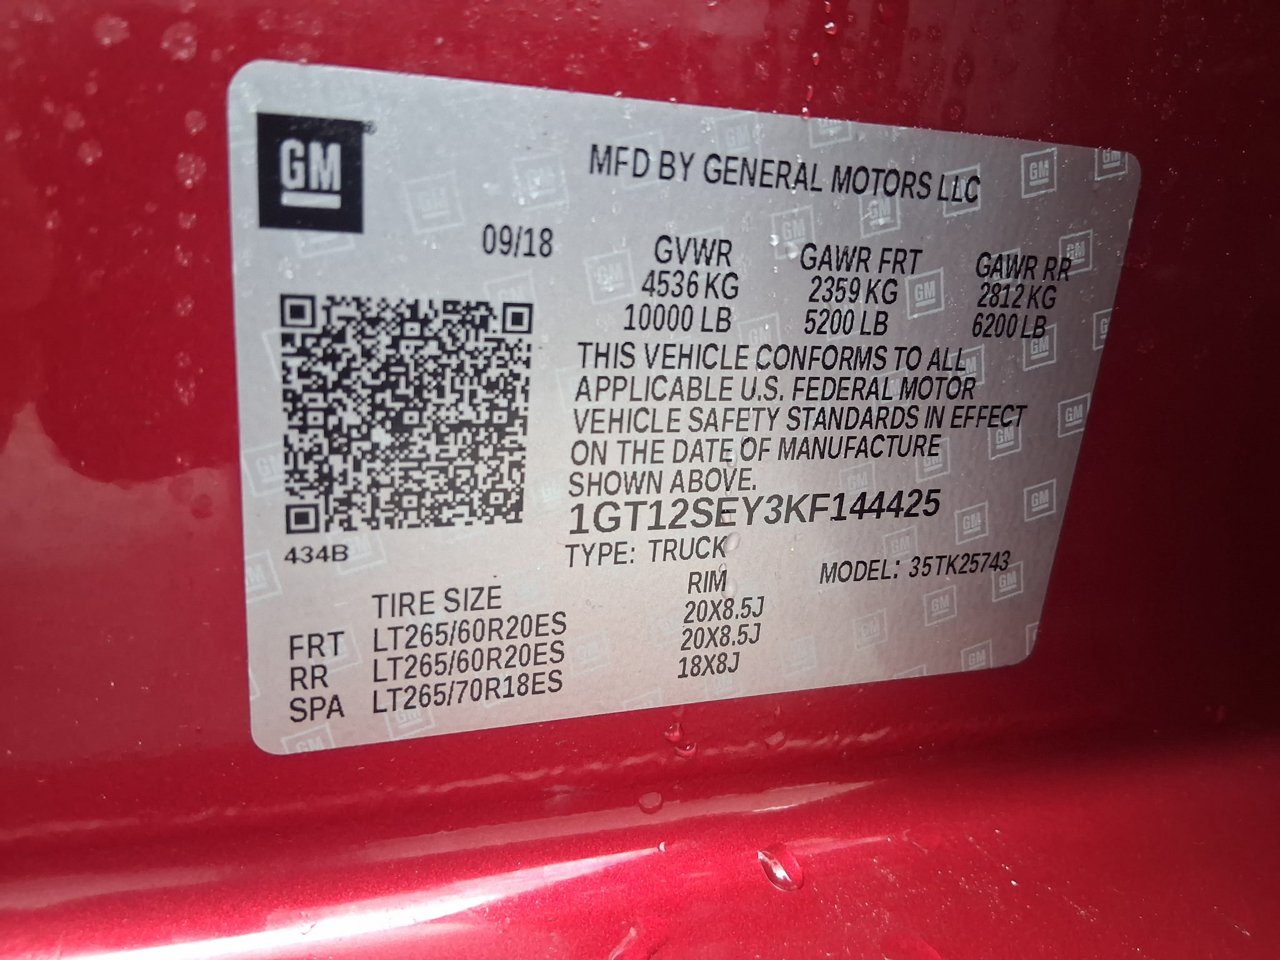 GM
MFD BY GENERAL MOTORS LLC
09/18
GVWR GAWR FRT GAWR RR
4536 KG 2359 KG 2812 KG
10000 LB 5200 LB 6200 LB
THIS VEHICLE CONFORMS TO ALL
APPLICABLE U.S. FEDERAL MOTOR
VEHICLE SAFETY STANDARDS IN EFFECT
ON THE DATE OF MANUFACTURE
SHOWN ABOVE.
1GT12SEY3KF144425
434B
TYPE: TRUCK MODEL: 35TK25743
TIRE SIZE RIM
FRT LT265/60R20ES 20X8.5J
RR LT265/60R20ES 20X8.5J
SPA LT265/70R18ES 18X8J